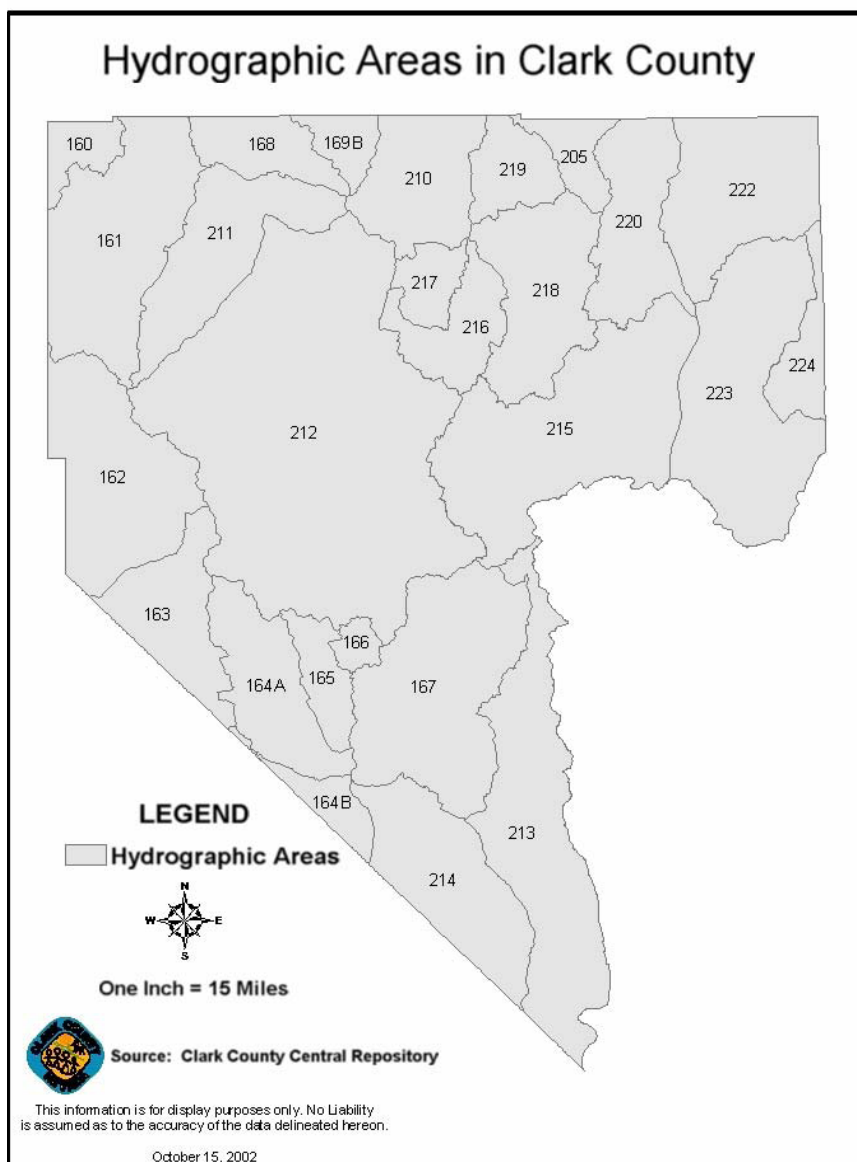 Hydrographic Areas in Clark County
160
168
169B
210
219
205
220
222
161
211
217
216
218
224
223
212
215
162
163
164A
165
166
167
164B
213
214
LEGEND
Hydrographic Areas
N
W E
S
One Inch = 15 Miles
CLARK COUNTY
NEVADA
Source: Clark County Central Repository
This information is for display purposes only. No Liability
is assumed as to the accuracy of the data delineated hereon.
October 15, 2002